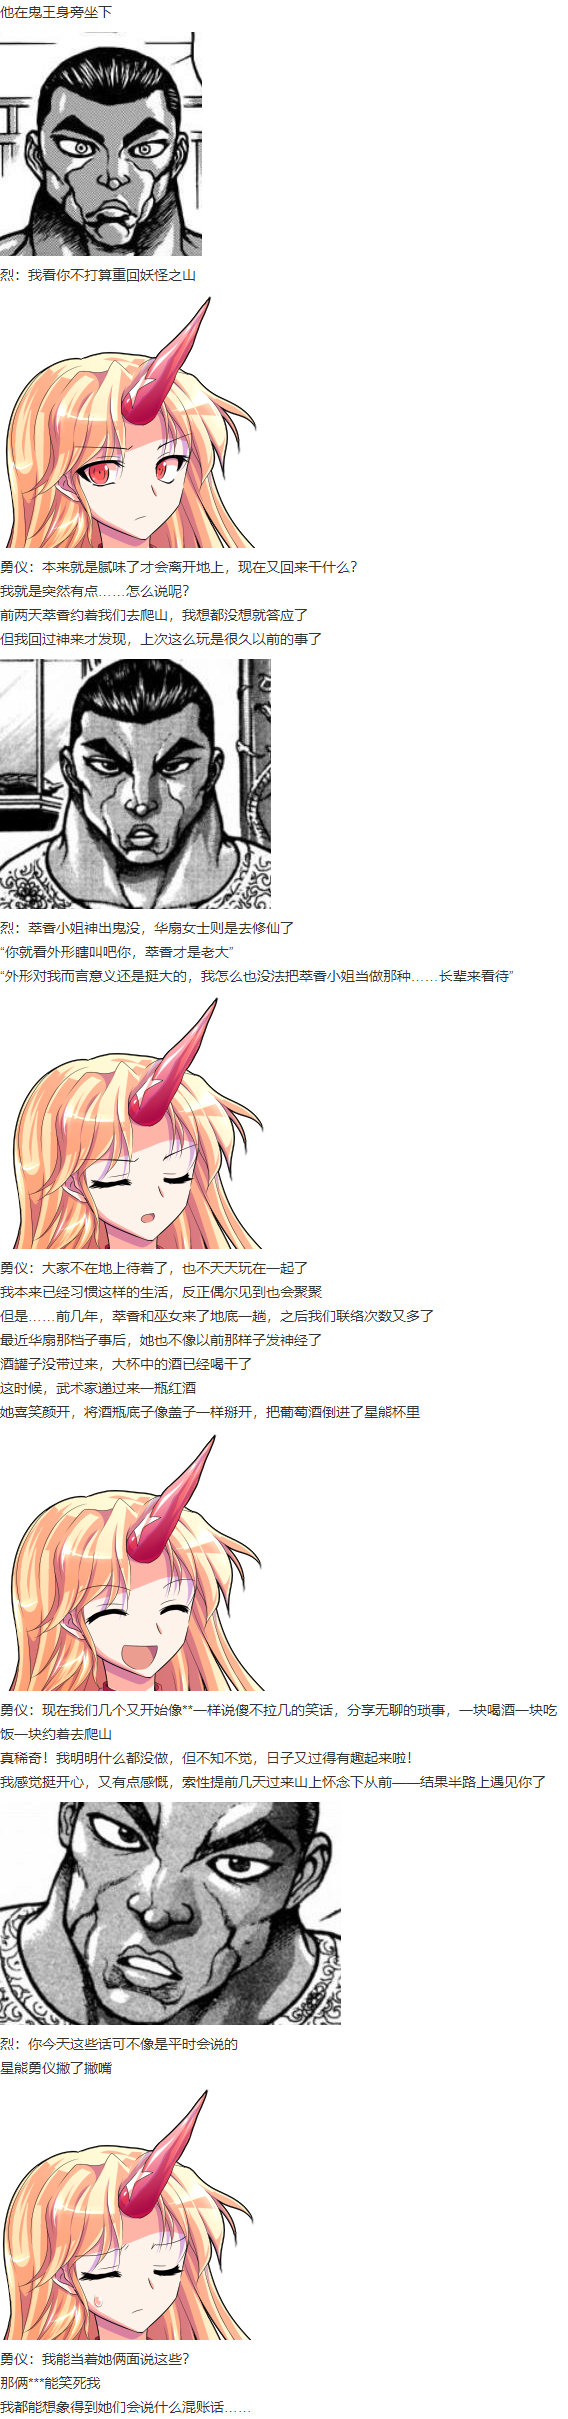 他在鬼王身旁坐下
烈：我看你不打算重回妖怪之山
勇仪：本来就是腻味了才会离开地上，现在又回来干什么？
我就是突然有点……怎么说呢？
前两天萃香约着我们去爬山，我想都没想就答应了
但我回过神来才发现，上次这么玩是很久以前的事了
烈：萃香小姐神出鬼没，华扇女士则是去修仙了
“你就看外形瞎叫吧你，萃香才是老大”
“外形对我而言意义还是挺大的，我怎么也没法把萃香小姐当做那种……长辈来看待”
勇仪：大家不在地上待着了，也不天天玩在一起了
我本来已经习惯这样的生活，反正偶尔见到也会聚聚
但是……前几年，萃香和巫女来了地底一趟，之后我们联络次数又多了
最近华扇那档子事后，她也不像以前那样子发神经了
酒罐子没带过来，大杯中的酒已经喝干了
这时候，武术家递过来一瓶红酒
她喜笑颜开，将酒瓶底子像盖子一样掰开，把葡萄酒倒进了星熊杯里
勇仪：现在我们几个又开始像**一样说傻不拉几的笑话，分享无聊的琐事，一块喝酒一块吃
饭一块约着去爬山
真稀奇！我明明什么都没做，但不知不觉，日子又过得有趣起来啦！
我感觉挺开心，又有点感慨，索性提前几天过来山上怀念下从前——结果半路上遇见你了
烈：你今天这些话可不像是平时会说的
星熊勇仪撇了撇嘴
勇仪：我能当着她俩面说这些？
那俩***能笑死我
我都能想象得到她们会说什么混账话……